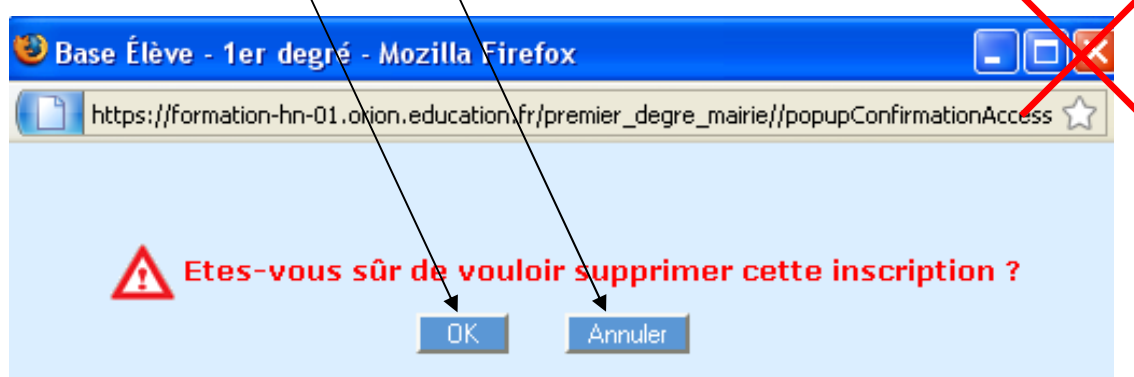 Base Élève - 1er degré - Mozilla Firefox
https://formation-hn-01.orion.education.fr/premier_degre_mairie//popupConfirmationAccess
Etes-vous sûr de vouloir supprimer cette inscription ?
OK Annuler